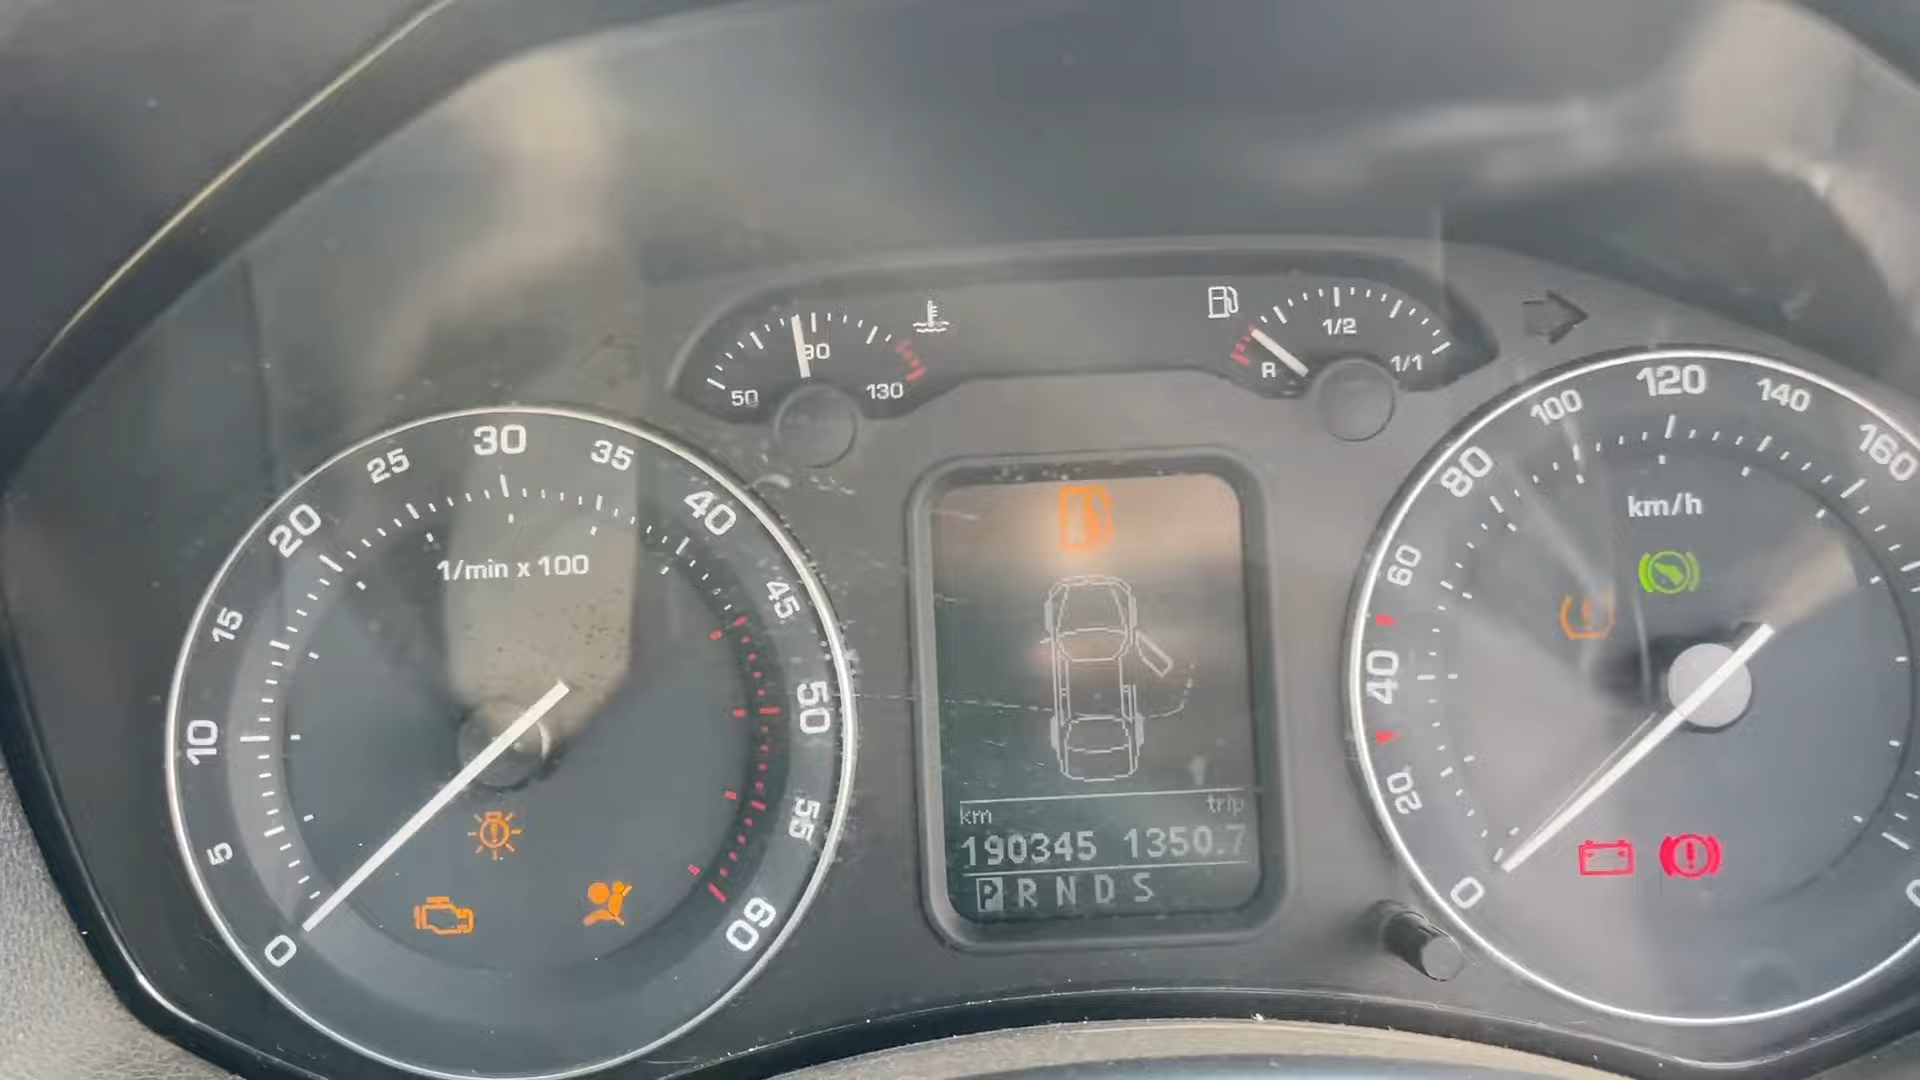 50 90 130
R 1/2 1/1
0 5 10 15 20 25 30 35 40 45 50 55 60
1/min x 100
km trip
190345 1350.7
P R N D S
0 20 40 60 80 100 120 140 160
km/h